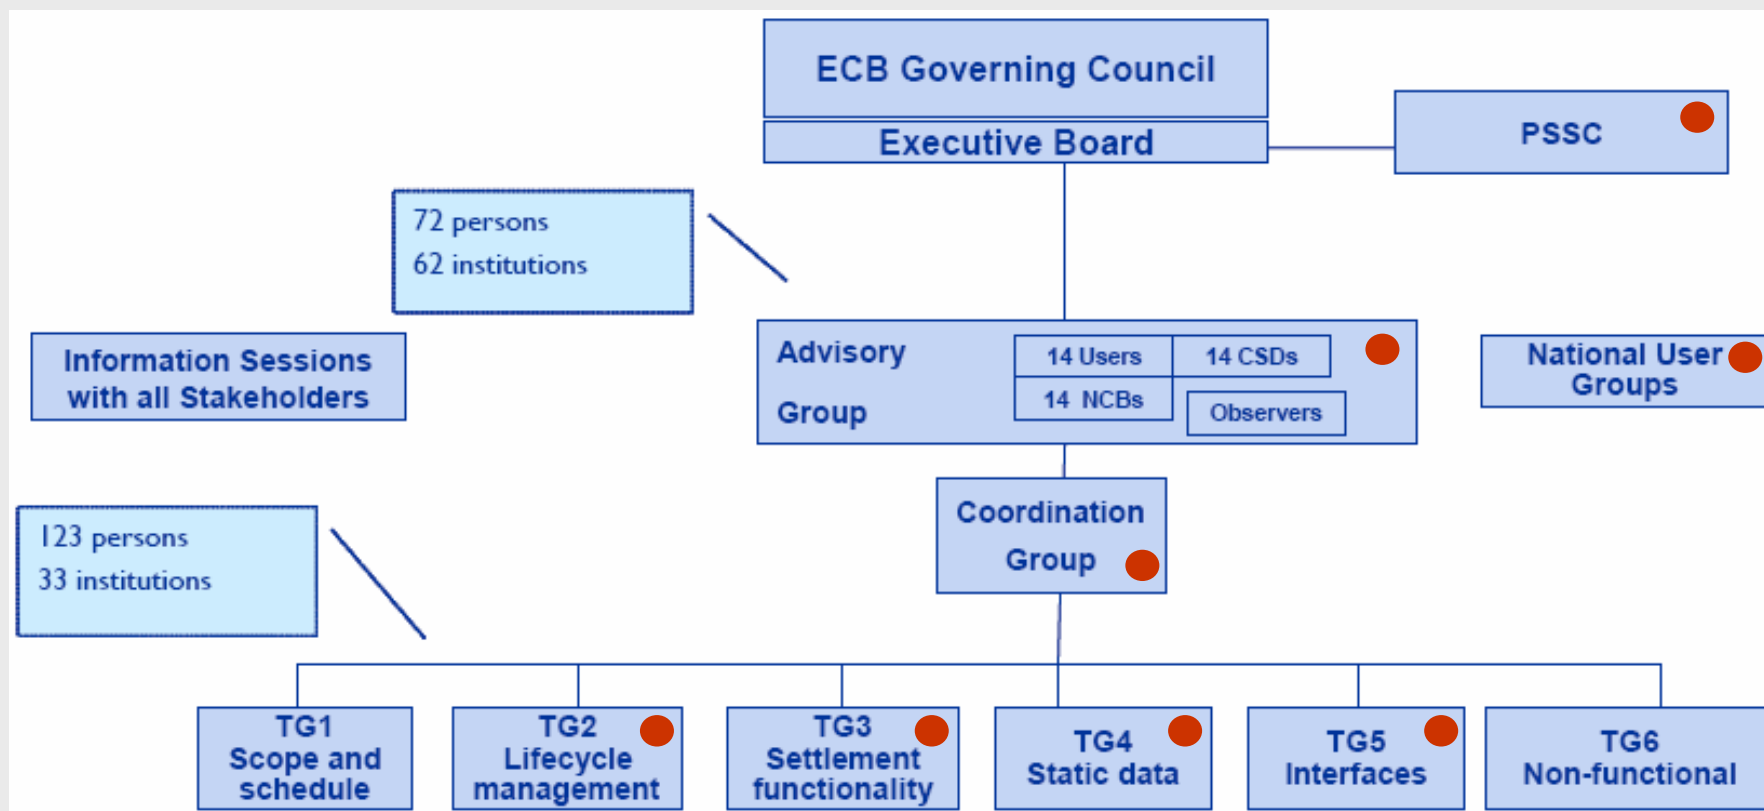 ECB Governing Council
Executive Board
PSSC
72 persons
62 institutions
Information Sessions
with all Stakeholders
Advisory
Group
14 Users
14 CSDs
14 NCBs
Observers
National User
Groups
Coordination
Group
123 persons
33 institutions
TG1
Scope and
schedule
TG2
Lifecycle
management
TG3
Settlement
functionality
TG4
Static data
TG5
Interfaces
TG6
Non-functional